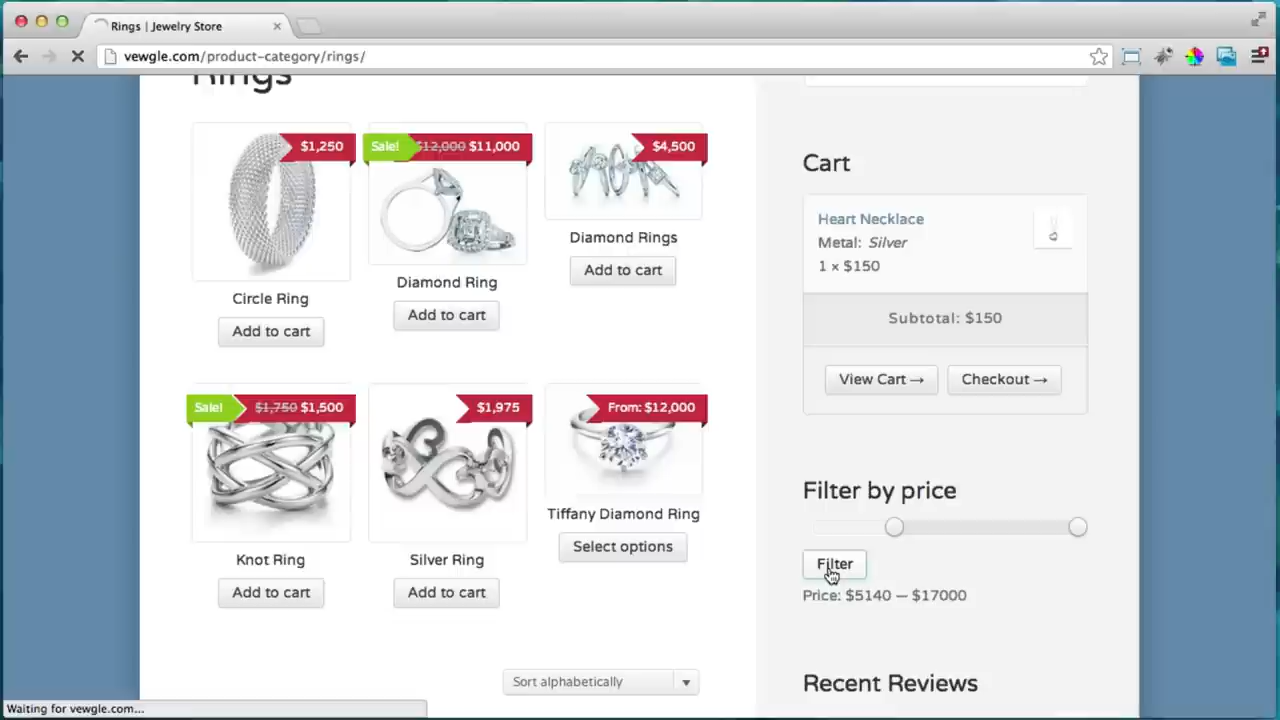 Rings | Jewelry Store
vewgle.com/product-category/rings/
Rings
$1,250
Sale! $12,000 $11,000
$4,500
Circle Ring
Add to cart
Diamond Ring
Add to cart
Diamond Rings
Add to cart
Sale! $1,750 $1,500
$1,975
From: $12,000
Knot Ring
Add to cart
Silver Ring
Add to cart
Tiffany Diamond Ring
Select options
Sort alphabetically
Cart
Heart Necklace
Metal: Silver
1 × $150
Subtotal: $150
View Cart → Checkout →
Filter by price
Filter
Price: $5140 — $17000
Recent Reviews
Waiting for vewgle.com...